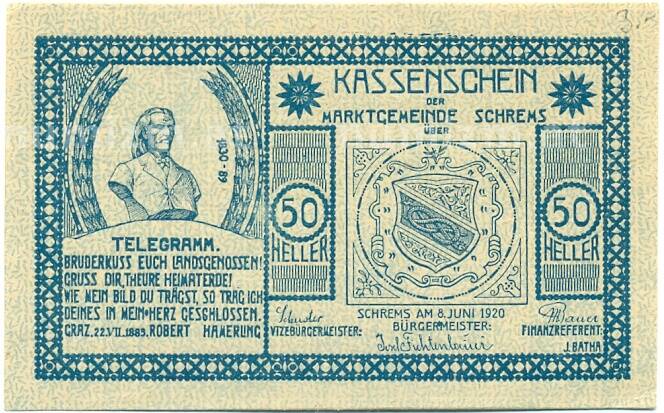 3.-
KASSENSCHEIN
DER
MARKTGEMEINDE SCHREMS
ÜBER
1830-89
50
HELLER
50
HELLER
TELEGRAMM.
BRUDERKUSS EUCH LANDSGENOSSEN!
GRUSS DIR, THEURE HEIMATERDE!
WIE MEIN BILD DU TRÄGST, SO TRAG ICH
DEINES IN MEIN HERZ GESCHLOSSEN.
GRAZ, 22.VII.1885. ROBERT HAMERLING
SCHREMS AM 8. JUNI 1920
VIZEBÜRGERMEISTER:
BÜRGERMEISTER:
FINANZREFERENT:
J. BATHA